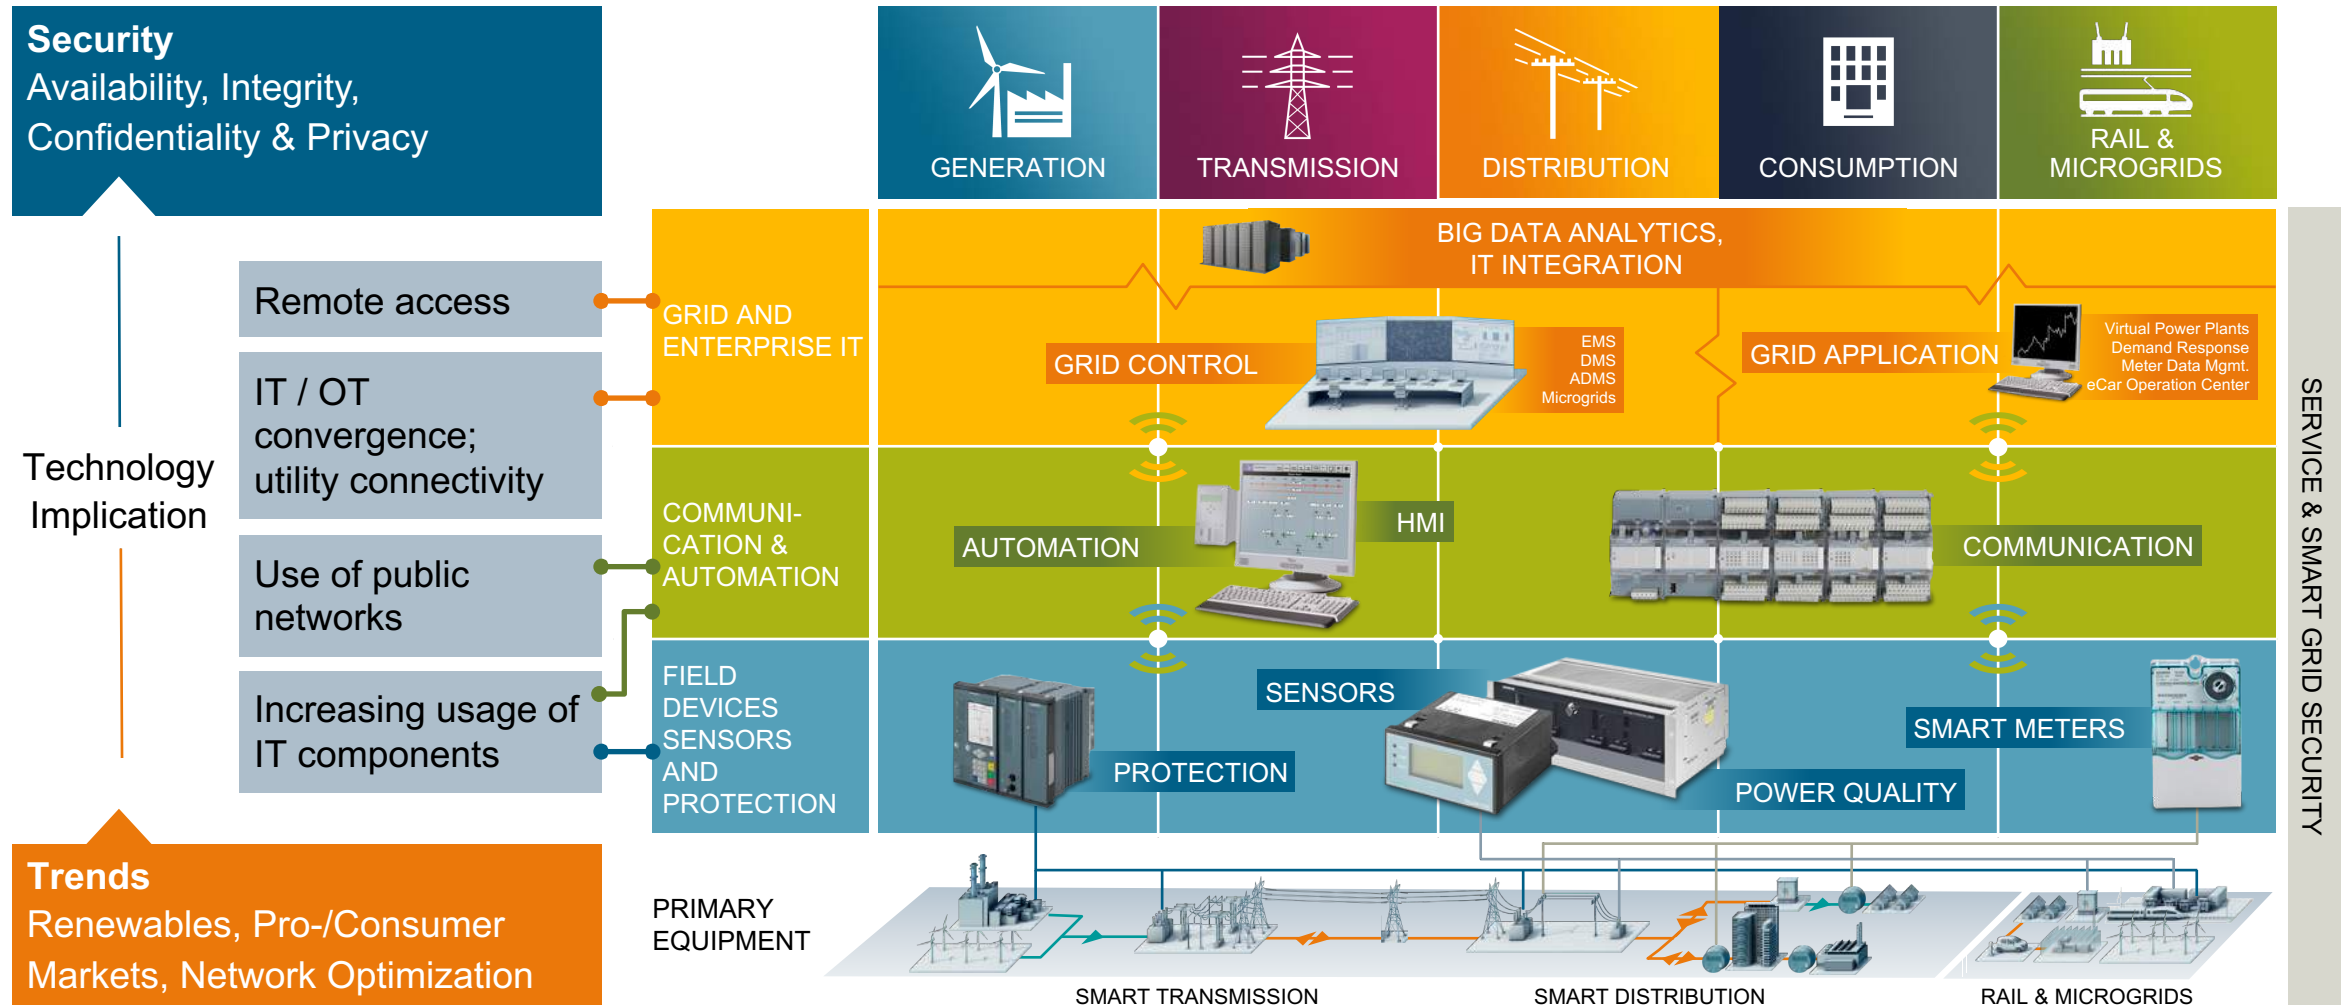 Security
Availability, Integrity,
Confidentiality & Privacy
Technology
Implication
Trends
Renewables, Pro-/Consumer
Markets, Network Optimization
Remote access
IT / OT
convergence;
utility connectivity
Use of public
networks
Increasing usage of
IT components
GENERATION
TRANSMISSION
DISTRIBUTION
CONSUMPTION
RAIL &
MICROGRIDS
GRID AND
ENTERPRISE IT
BIG DATA ANALYTICS,
IT INTEGRATION
GRID CONTROL
EMS
DMS
ADMS
Microgrids
GRID APPLICATION
Virtual Power Plants
Demand Response
Meter Data Mgmt.
eCar Operation Center
COMMUNI-
CATION &
AUTOMATION
AUTOMATION
HMI
COMMUNICATION
FIELD
DEVICES
SENSORS
AND
PROTECTION
PROTECTION
SENSORS
POWER QUALITY
SMART METERS
PRIMARY
EQUIPMENT
SMART TRANSMISSION
SMART DISTRIBUTION
RAIL & MICROGRIDS
SERVICE & SMART GRID SECURITY